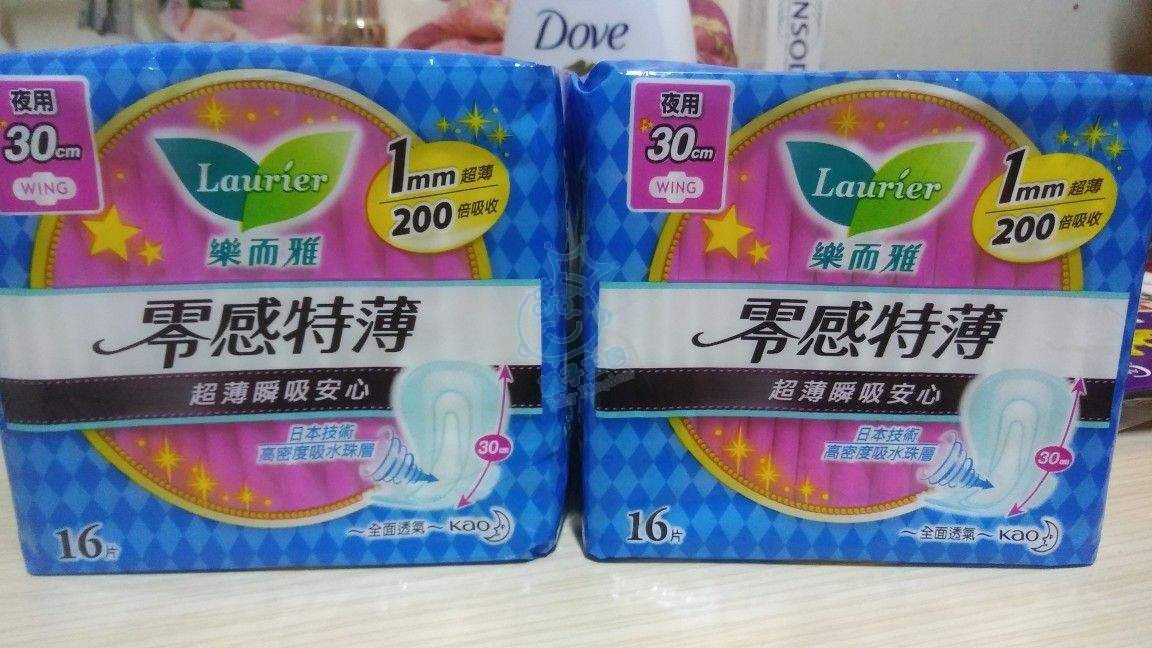 Dove
NSOD
夜用
30cm
WING
Laurier
樂而雅
1mm 超薄
200 倍吸收
零感特薄
超薄瞬吸安心
日本技術
高密度吸水珠層
30cm
16片
~全面透氣~ Kao
夜用
30cm
WING
Laurier
樂而雅
1mm 超薄
200 倍吸收
零感特薄
超薄瞬吸安心
日本技術
高密度吸水珠層
30cm
16片
~全面透氣~ Kao